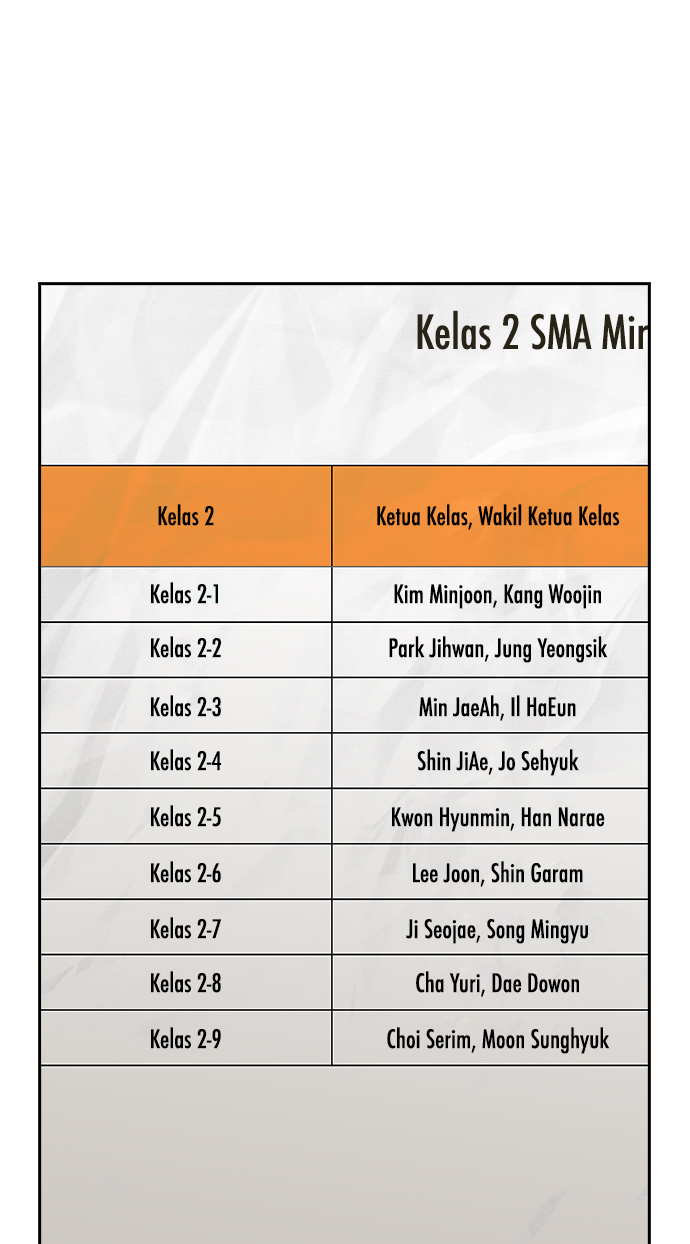 Kelas 2 SMA Min
Kelas 2 Ketua Kelas, Wakil Ketua Kelas
Kelas 2-1 Kim Minjoon, Kang Woojin
Kelas 2-2 Park Jihwan, Jung Yeongsik
Kelas 2-3 Min JaeAh, Il HaEun
Kelas 2-4 Shin JiAe, Jo Sehyuk
Kelas 2-5 Kwon Hyunmin, Han Narae
Kelas 2-6 Lee Joon, Shin Garam
Kelas 2-7 Ji Seojae, Song Mingyu
Kelas 2-8 Cha Yuri, Dae Dowon
Kelas 2-9 Choi Serim, Moon Sunghyuk